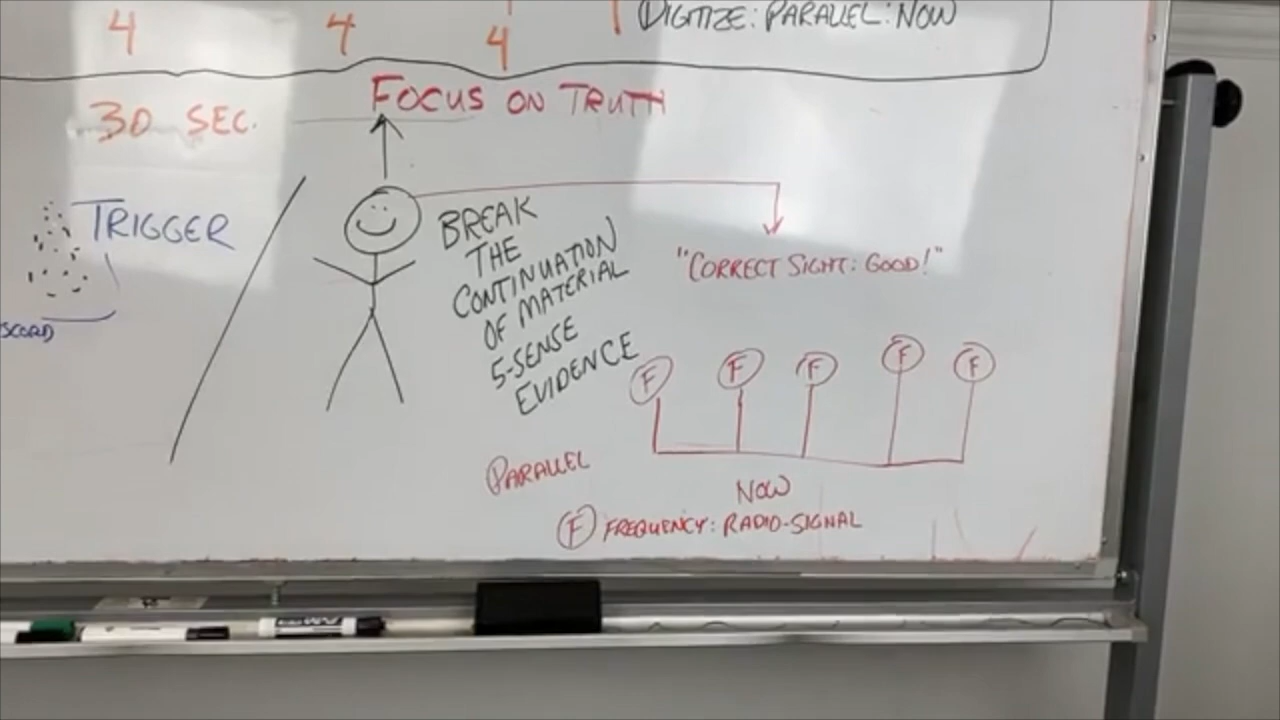 4 4 4
DIGITIZE: PARALLEL: NOW
FOCUS ON TRUTH
30 SEC.
TRIGGER
BREAK
THE
CONTINUATION
OF MATERIAL
5-SENSE
EVIDENCE
"CORRECT SIGHT: GOOD!"
F F F F F
PARALLEL
NOW
F FREQUENCY: RADIO-SIGNAL